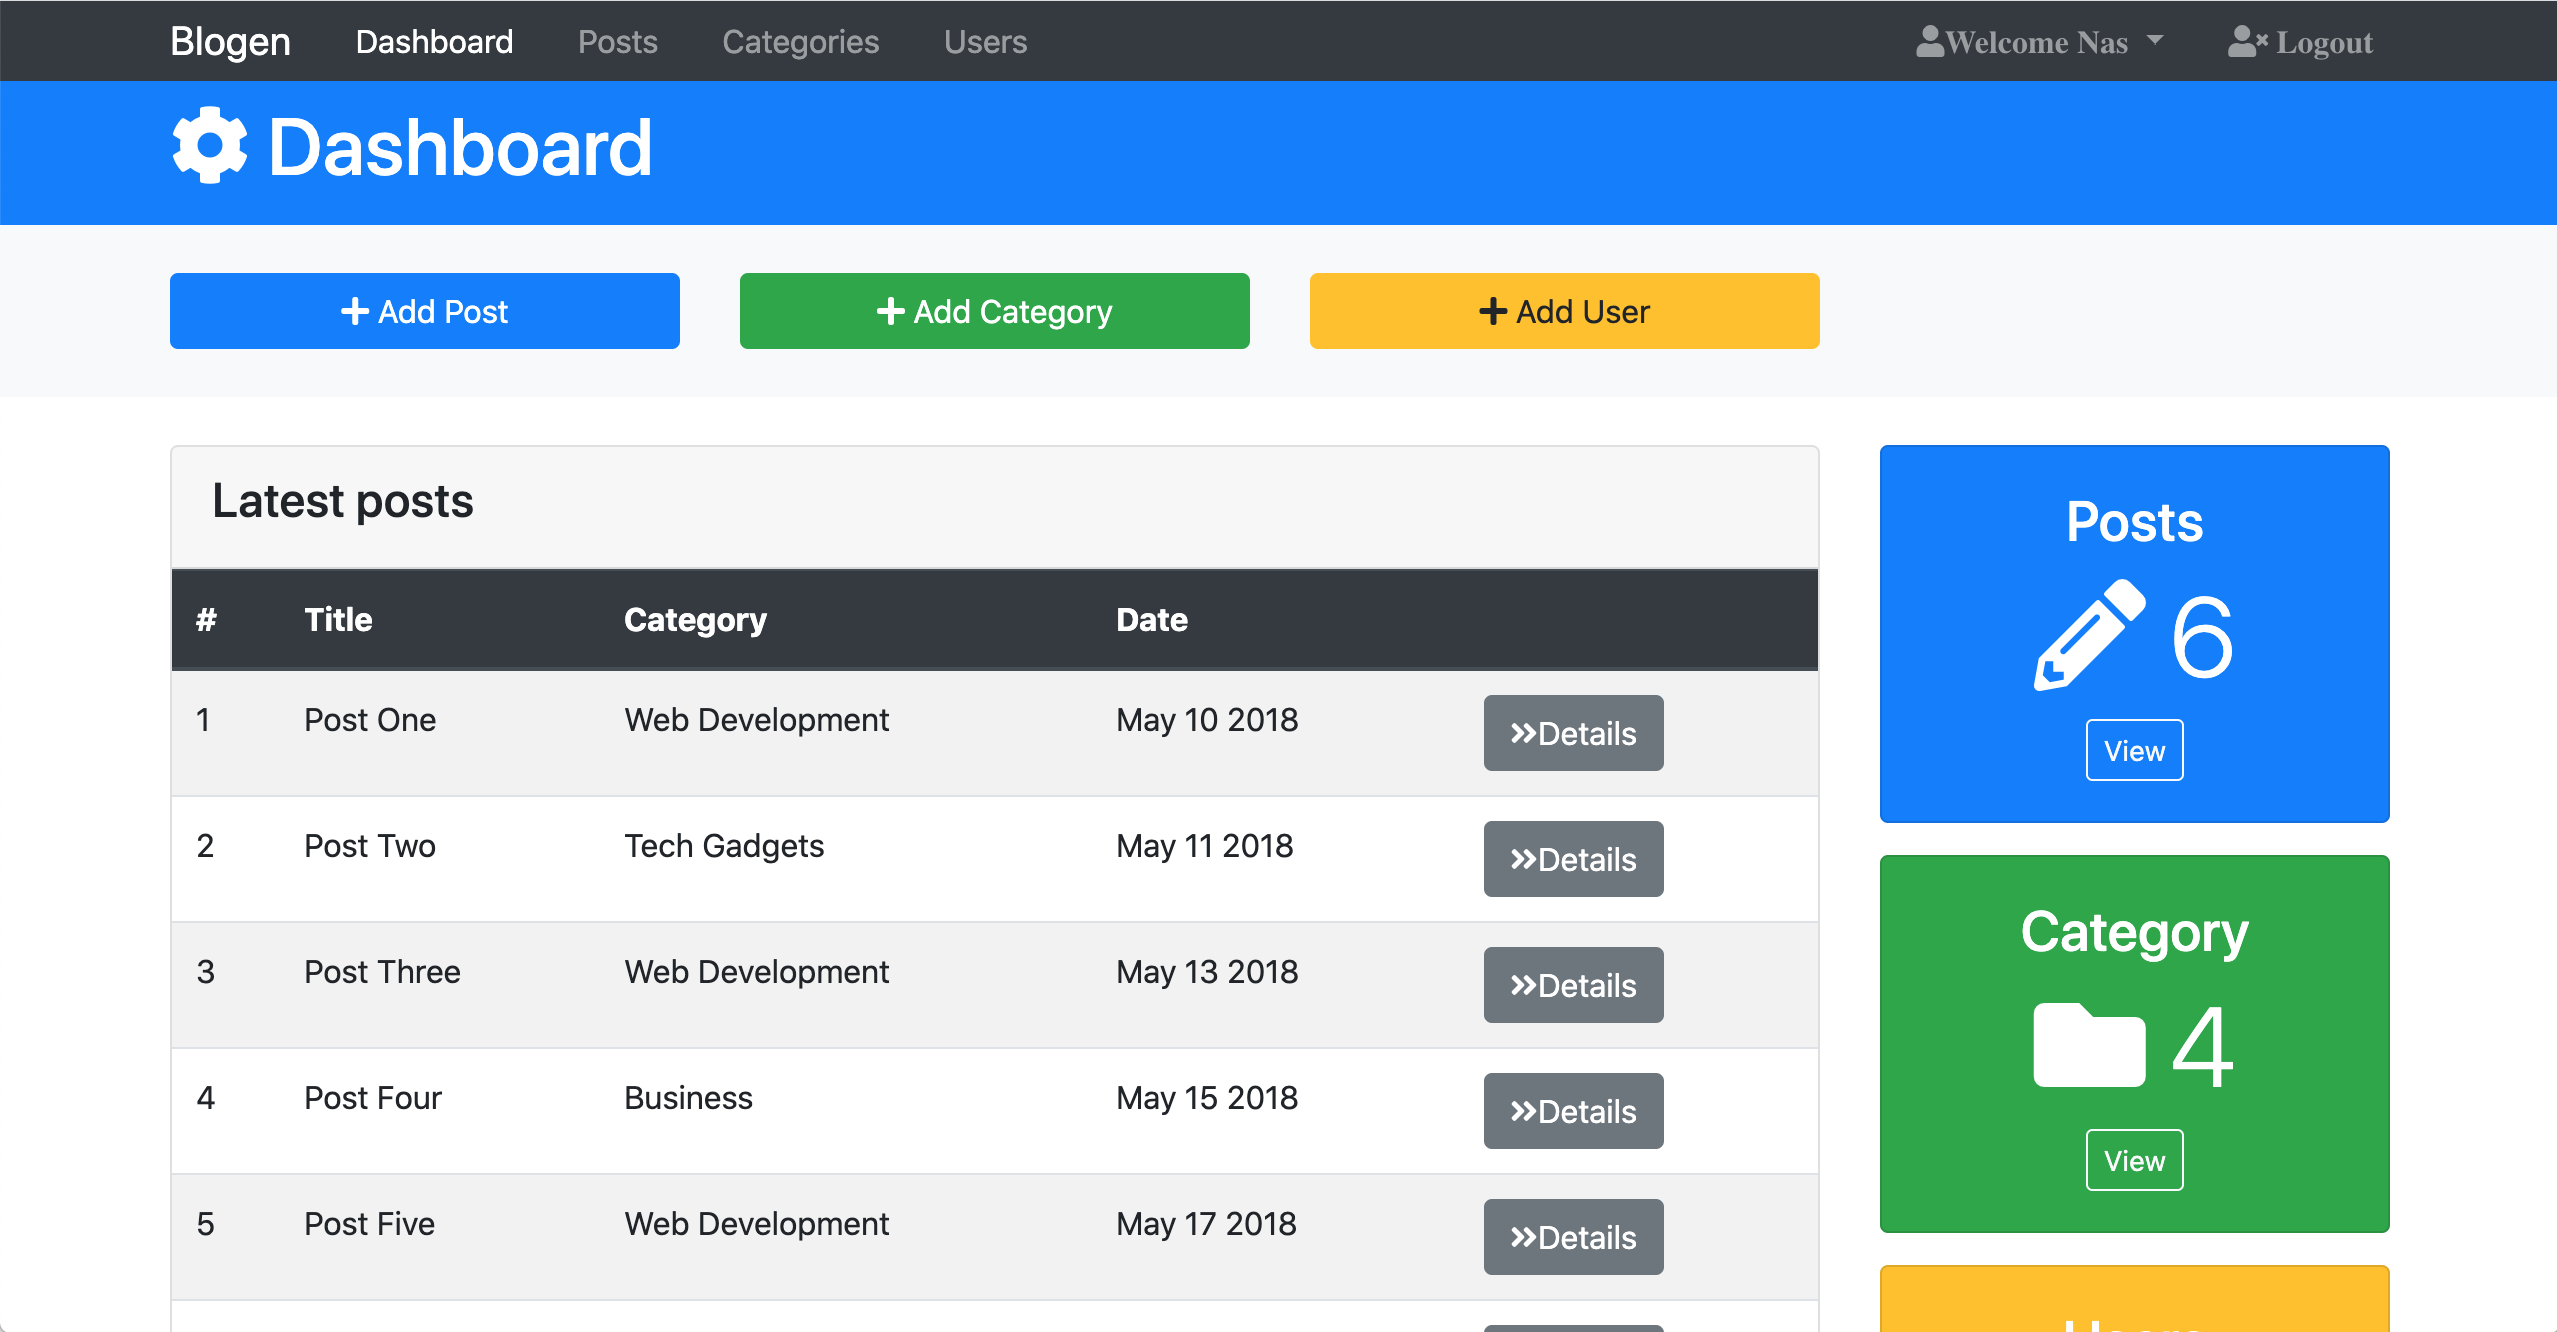 Blogen Dashboard Posts Categories Users Welcome Nas Logout
Dashboard
Add Post Add Category Add User
Latest posts
# Title Category Date
1 Post One Web Development May 10 2018 Details
2 Post Two Tech Gadgets May 11 2018 Details
3 Post Three Web Development May 13 2018 Details
4 Post Four Business May 15 2018 Details
5 Post Five Web Development May 17 2018 Details
Posts
6
View
Category
4
View